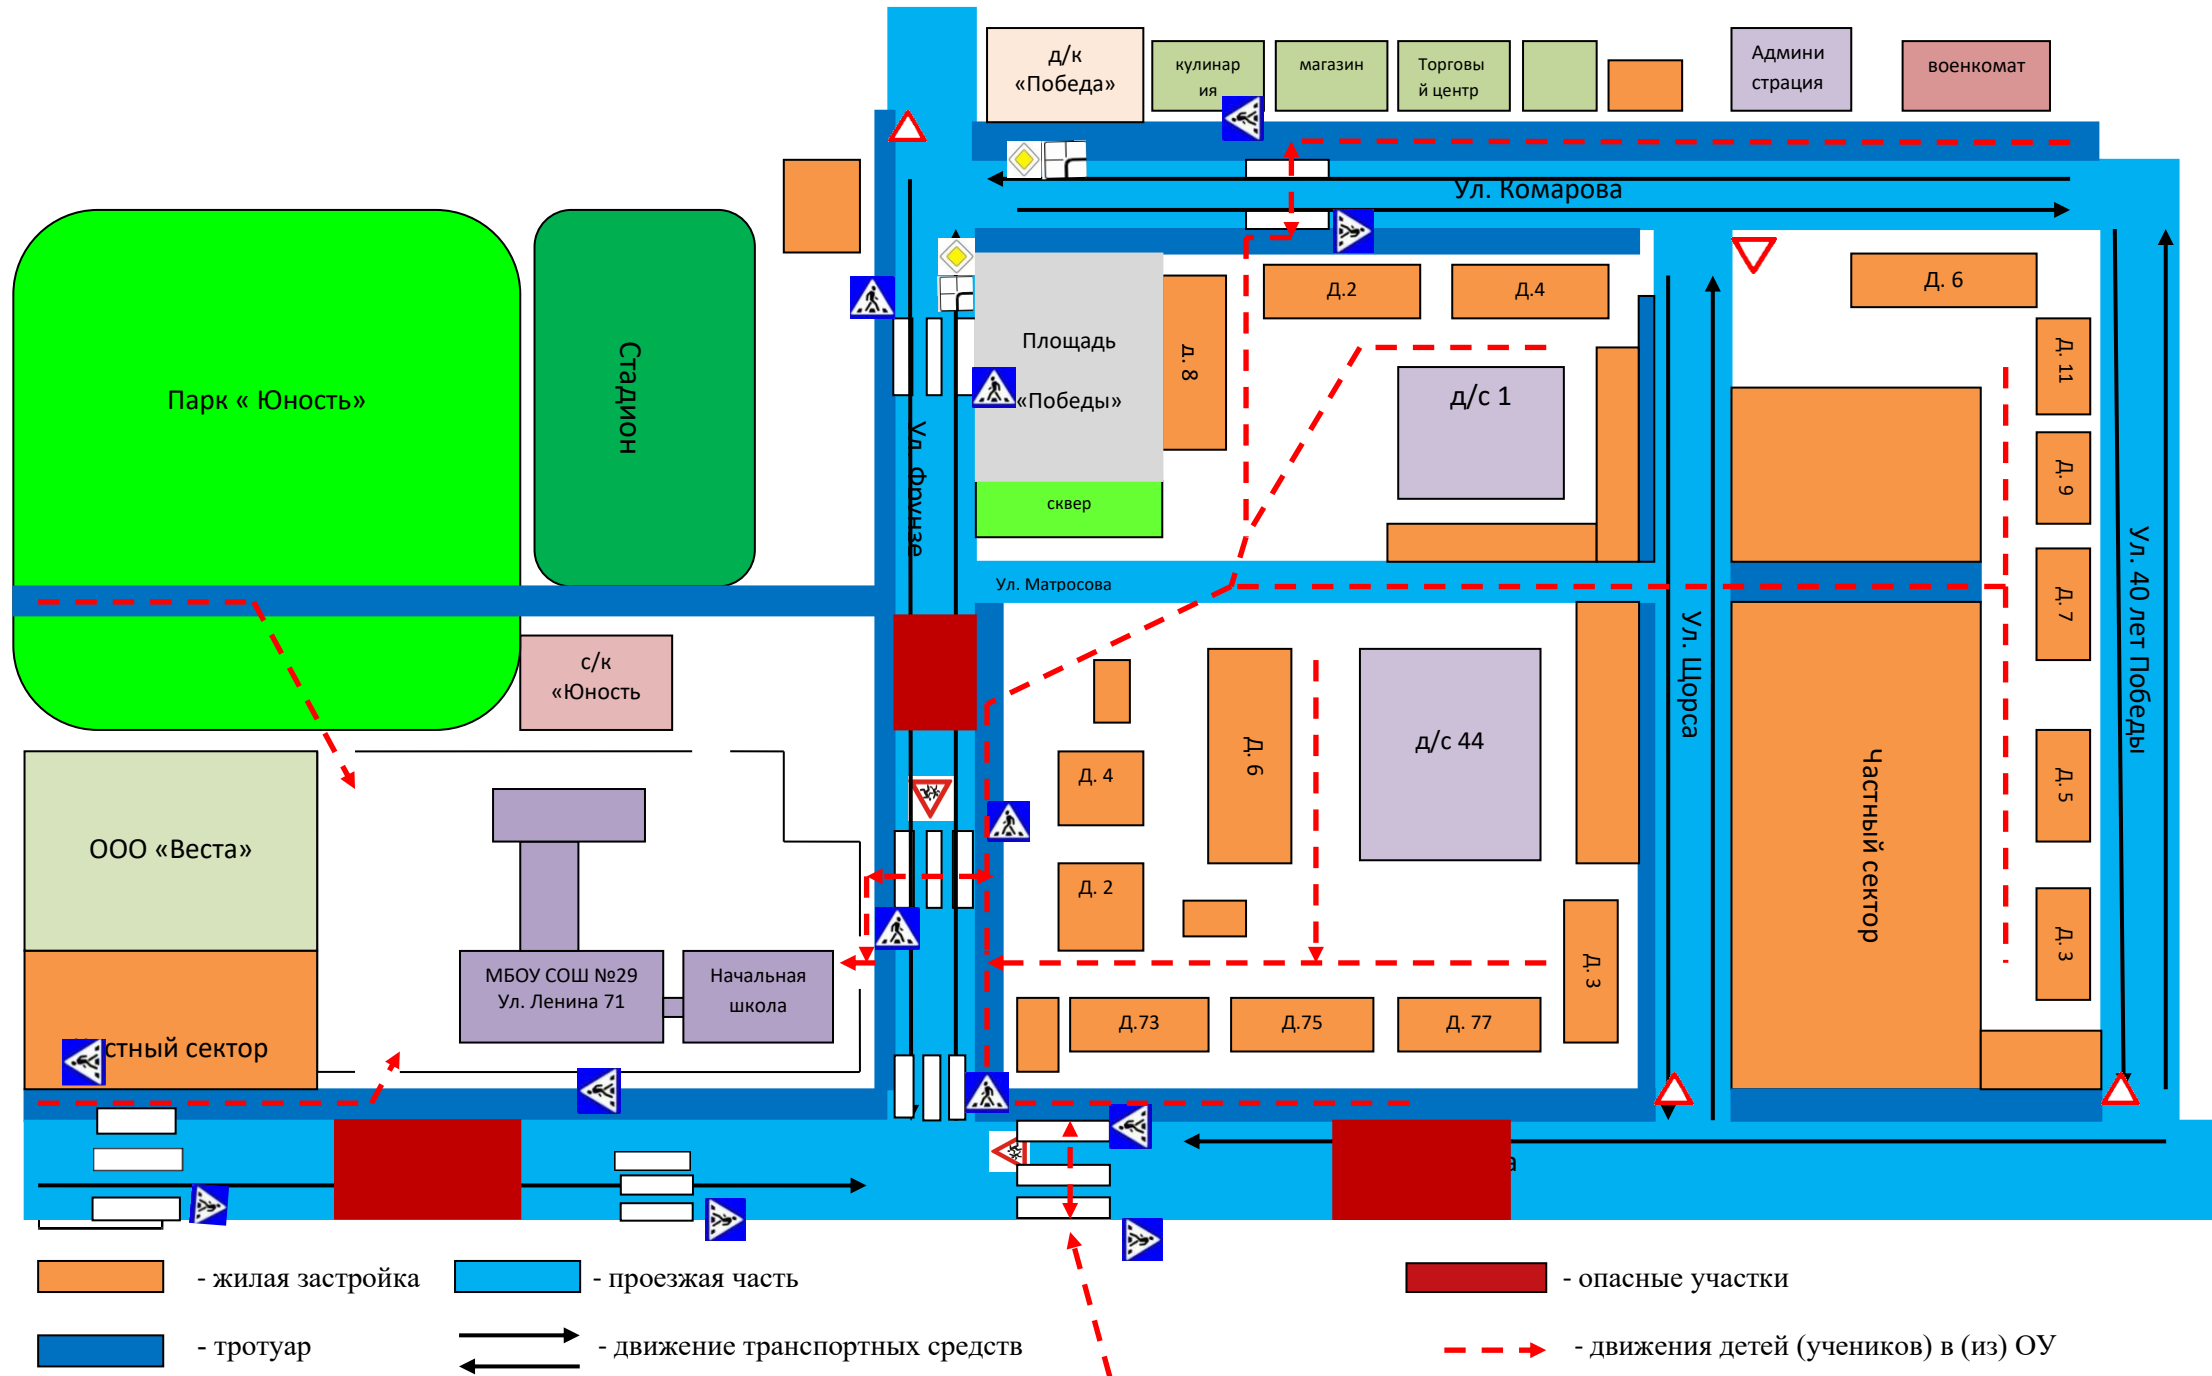 д/к
«Победа»
кулинар
ия
магазин
Торговы
й центр
Админи
страция
военкомат
Ул. Комарова
Д.2
Д.4
Д. 6
Площадь
«Победы»
д. 8
д/с 1
Д. 11
Стадион
Парк « Юность»
Ул. Фрунзе
сквер
Д. 9
Ул. Матросова
Д. 7
Ул. 40 лет Победы
с/к
«Юность
Ул. Щорса
Д. 4
Д. 6
д/с 44
Д. 5
Частный сектор
ООО «Веста»
Д. 2
Д. 3
Д. 3
МБОУ СОШ №29
Ул. Ленина 71
Начальная
школа
Д.73
Д.75
Д. 77
стный сектор
а
- жилая застройка
- проезжая часть
- опасные участки
- тротуар
- движение транспортных средств
- движения детей (учеников) в (из) ОУ